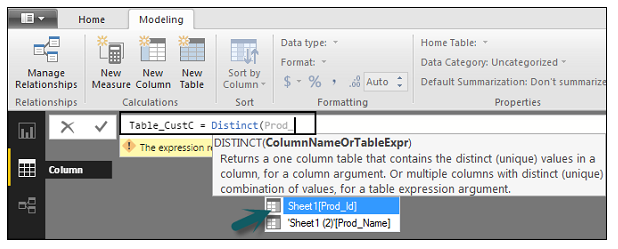 Home Modeling
Data type:
Home Table:
Format:
Data Category: Uncategorized
$ % , .00 Auto
Default Summarization: Don't summarize
Manage Relationships
New Measure
New Column
New Table
Sort by Column
Relationships
Calculations
Sort
Formatting
Properties
Table_CustC = Distinct(Prod_
The expression re
DISTINCT(ColumnNameOrTableExpr)
Returns a one column table that contains the distinct (unique) values in a
column, for a column argument. Or multiple columns with distinct (unique)
combination of values, for a table expression argument.
Column
Sheet1[Prod_Id]
'Sheet1 (2)'[Prod_Name]